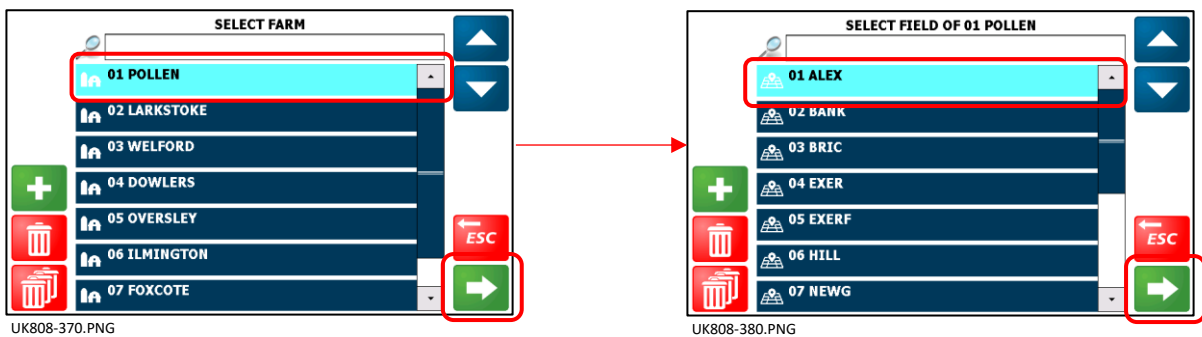 SELECT FARM
01 POLLEN
02 LARKSTOKE
03 WELFORD
04 DOWLERS
05 OVERSLEY
06 ILMINGTON
07 FOXCOTE
ESC
UK808-370.PNG
SELECT FIELD OF 01 POLLEN
01 ALEX
02 BANK
03 BRIC
04 EXER
05 EXERF
06 HILL
07 NEWG
ESC
UK808-380.PNG